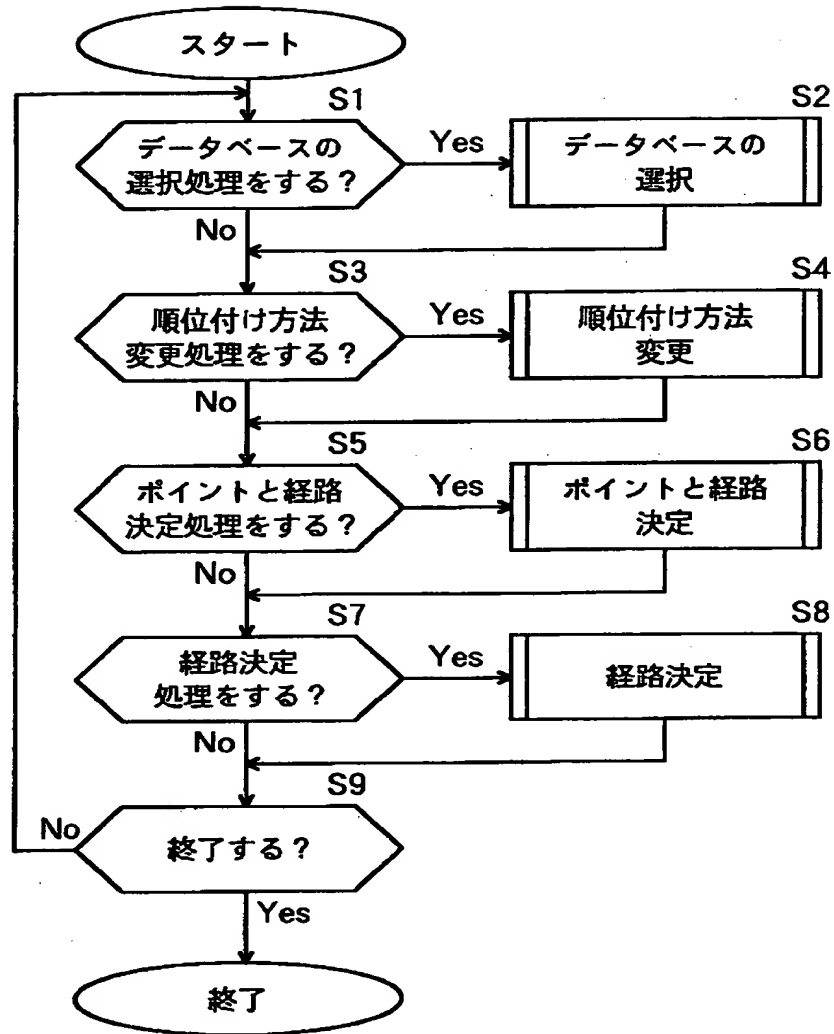 スタート
S1
データベースの
選択処理をする？
Yes
S2
データベースの
選択
No
S3
順位付け方法
変更処理をする？
Yes
S4
順位付け方法
変更
No
S5
ポイントと経路
決定処理をする？
Yes
S6
ポイントと経路
決定
No
S7
経路決定
処理をする？
Yes
S8
経路決定
No
S9
No
終了する？
Yes
終了